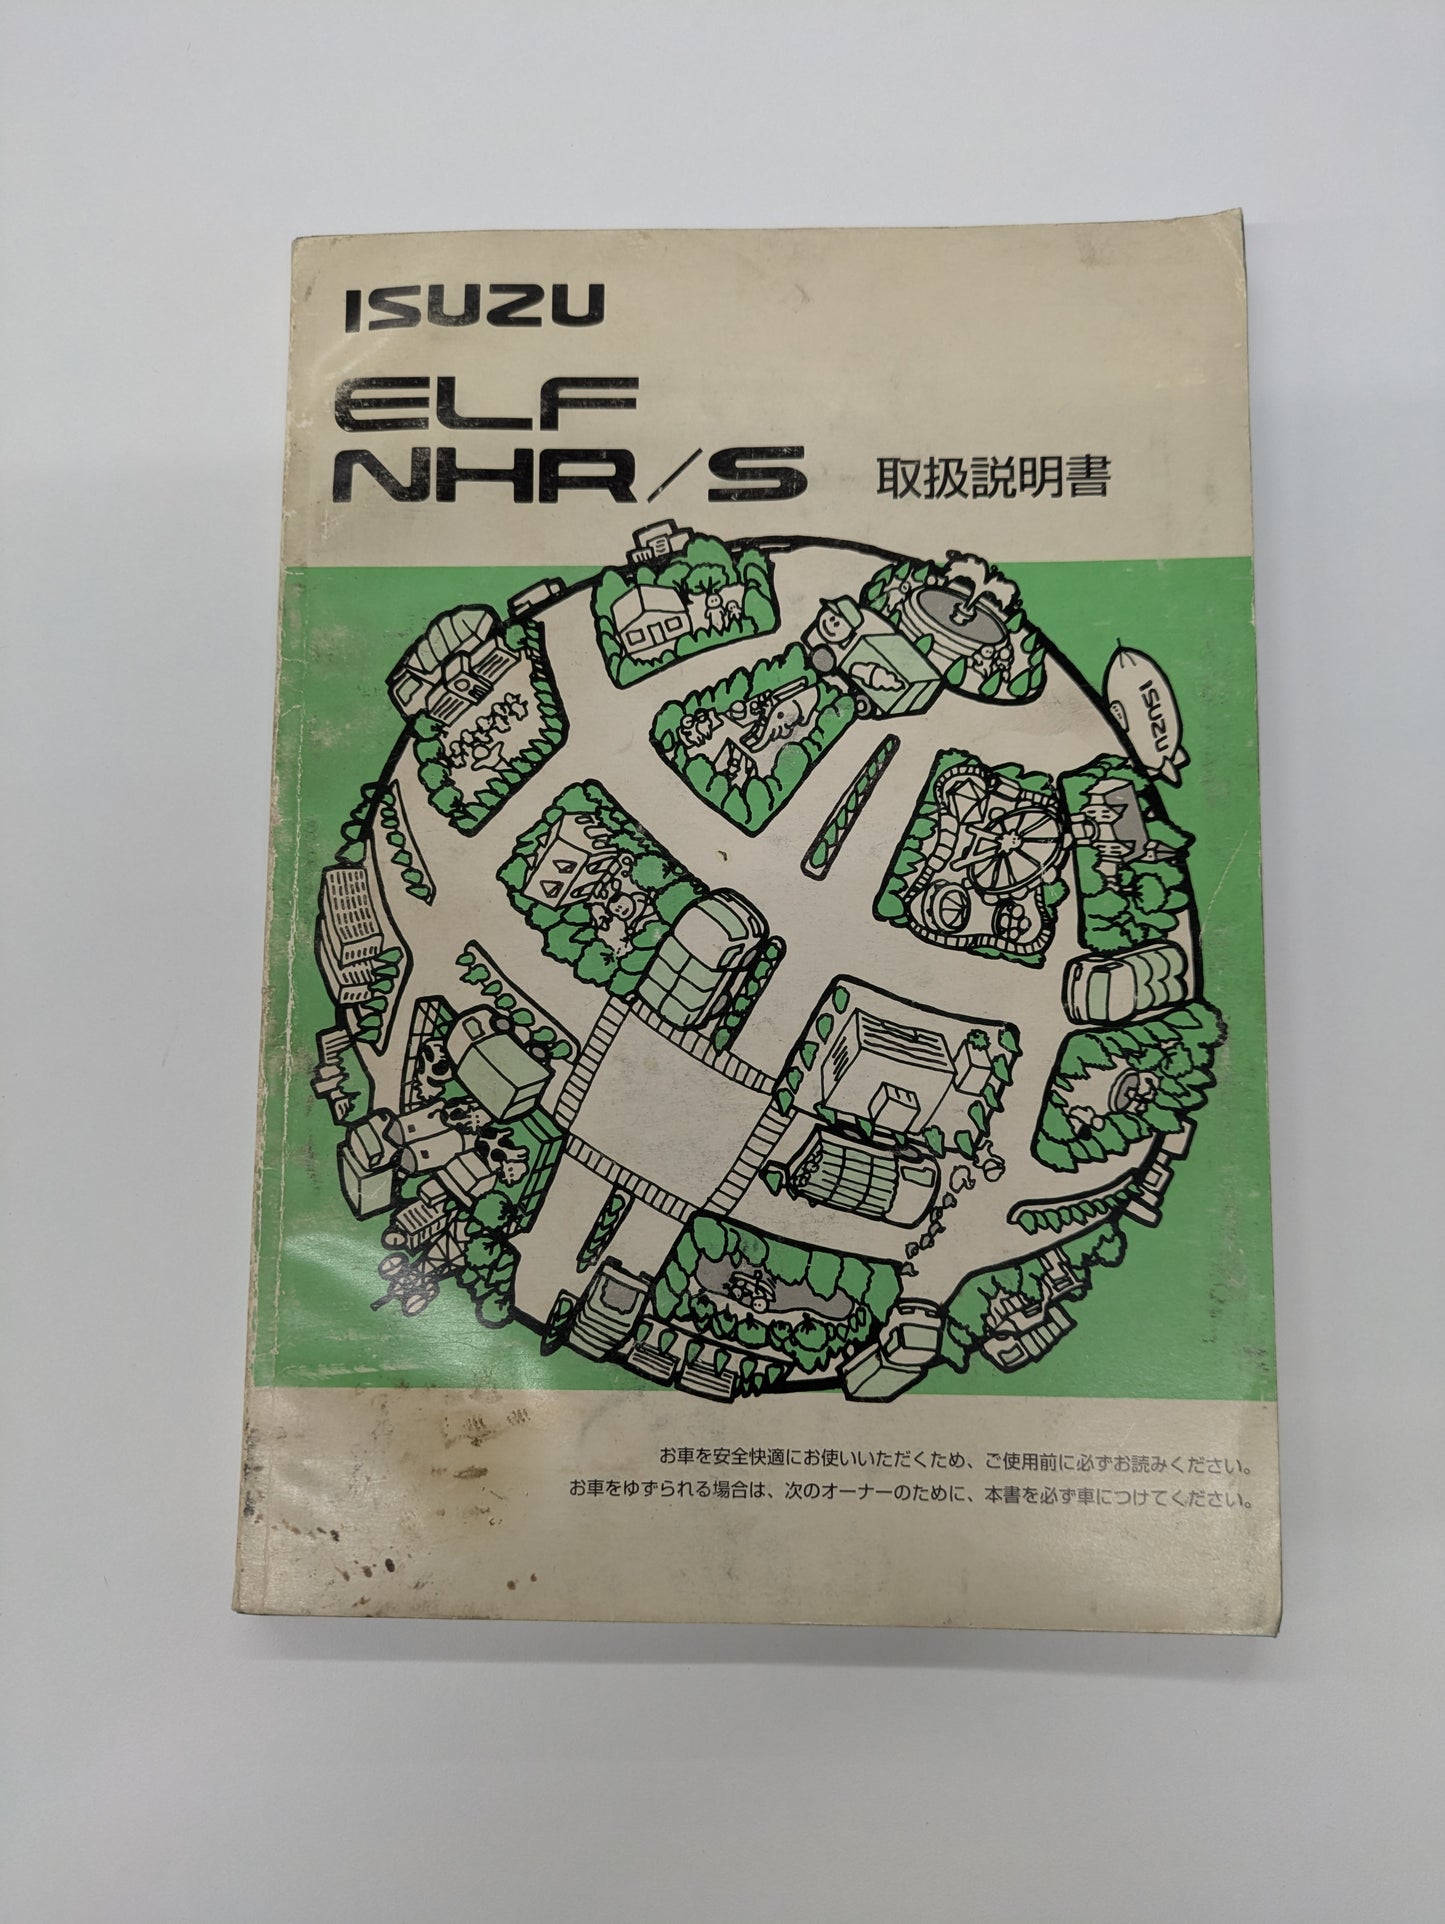 ISUZU
ELF
NHR/S 取扱説明書
ISUZU
お車を安全快適にお使いいただくため、ご使用前に必ずお読みください。
お車をゆずられる場合は、次のオーナーのために、本書を必ず車につけてください。